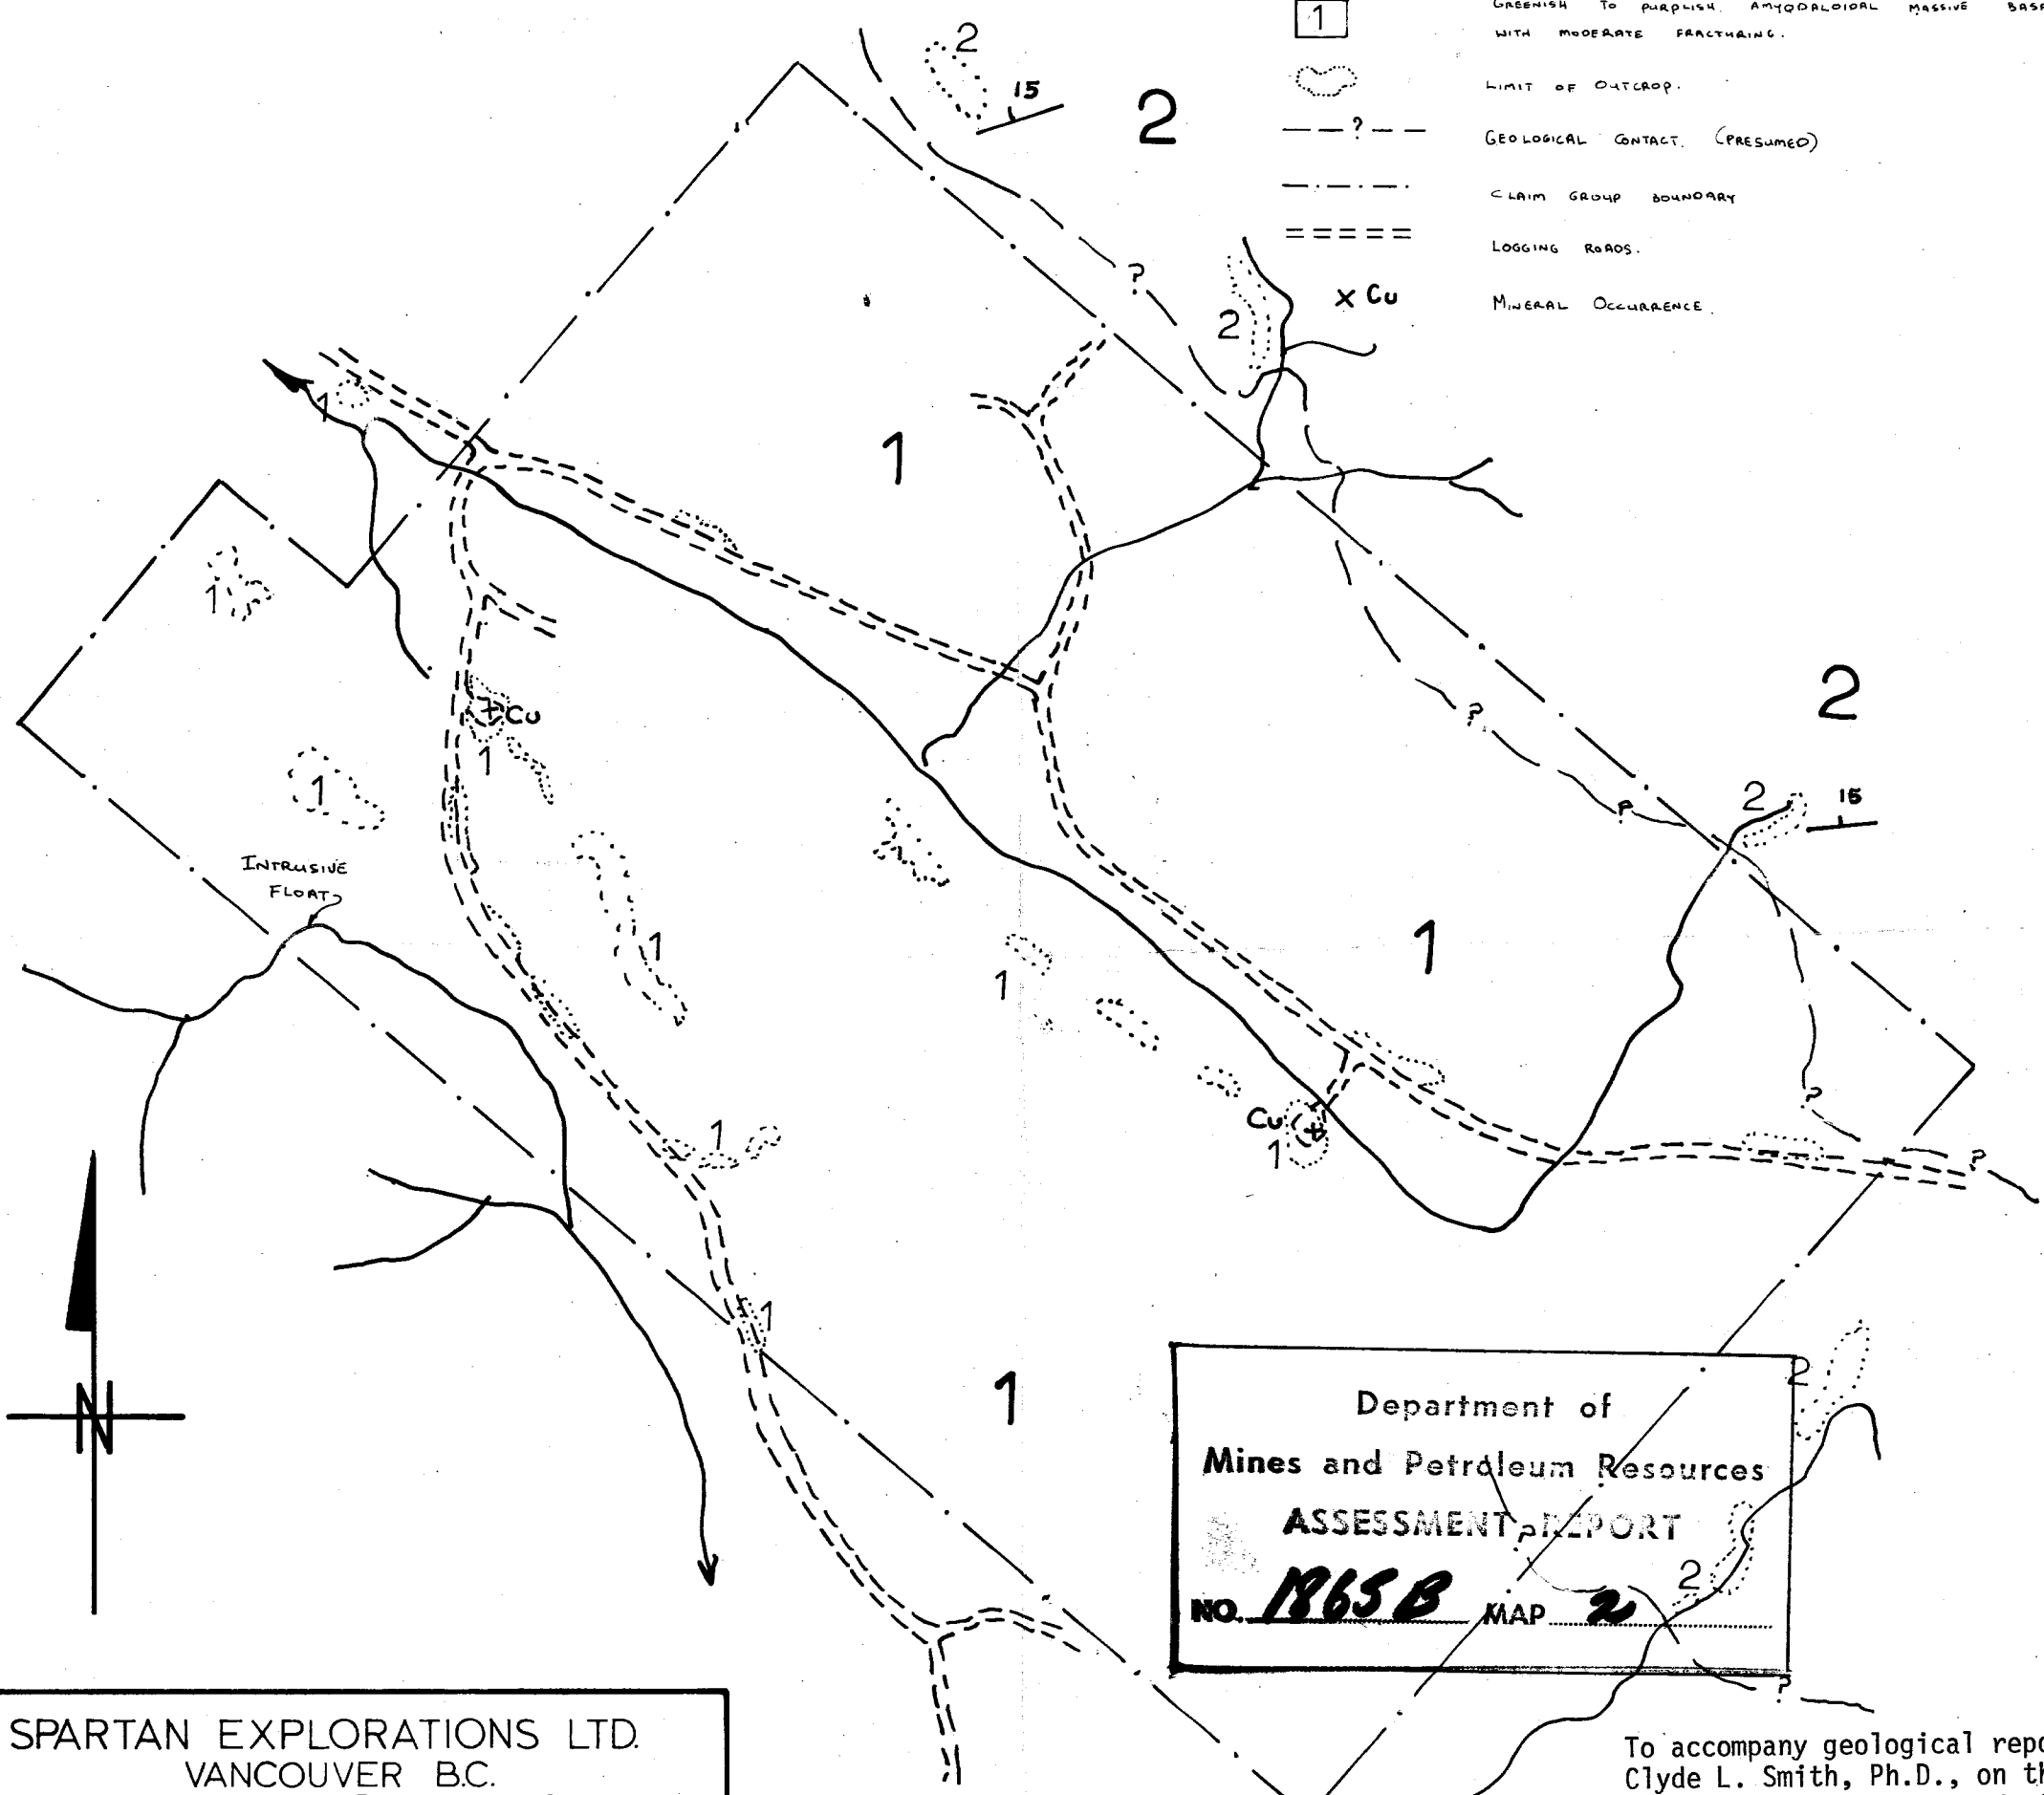 1
GREENISH TO PURPLISH. AMYGDALOIDAL MASSIVE
WITH MODERATE FRACTURING.
LIMIT OF OUTCROP.
?
GEOLOGICAL CONTACT. (PRESUMED)
CLAIM GROUP BOUNDARY
LOGGING ROADS.
x Cu
MINERAL OCCURRENCE.
2
15
2
?
2
1
1
1
2
?
Cu
1
1
?
2
15
INTRUSIVE
FLOAT
1
1
1
1
?
Cu
1
?
1
1
2
N
Department of
Mines and Petroleum Resources
ASSESSMENT REPORT
?
2
NO. 1865 B MAP 2
?
SPARTAN EXPLORATIONS LTD.
VANCOUVER B.C.
To accompany geological
Clyde L. Smith, Ph.D., on